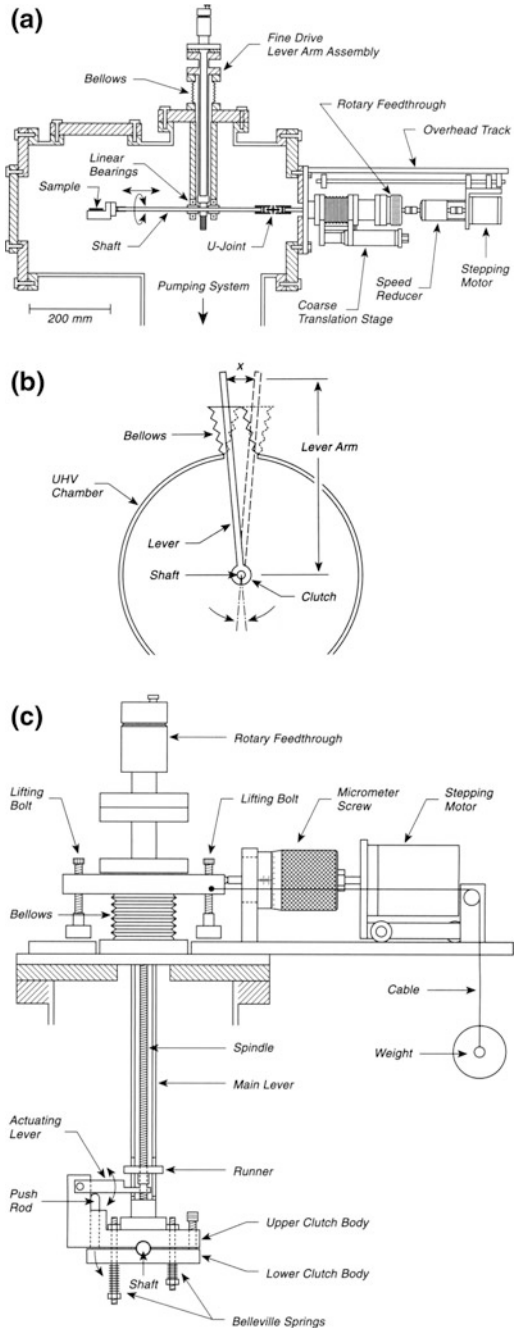 (a)
Fine Drive
Lever Arm Assembly
Bellows
Rotary Feedthrough
Overhead Track
Linear
Bearings
Sample
Shaft
U-Joint
Stepping
Motor
Speed
Reducer
Pumping System
Coarse
Translation Stage
200 mm
(b)
x
Bellows
Lever Arm
UHV
Chamber
Lever
Shaft
Clutch
(c)
Rotary Feedthrough
Lifting
Bolt
Lifting Bolt
Micrometer
Screw
Stepping
Motor
Bellows
Cable
Spindle
Weight
Main Lever
Actuating
Lever
Runner
Push
Rod
Upper Clutch Body
Shaft
Lower Clutch Body
Belleville Springs